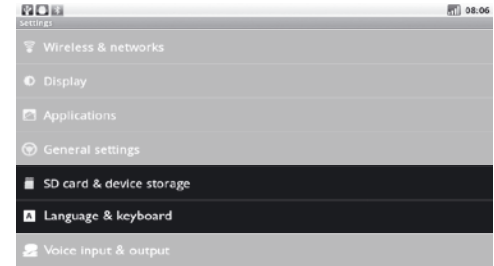 08:06
Settings
Wireless & networks
Display
Applications
General settings
SD card & device storage
A Language & keyboard
Voice input & output